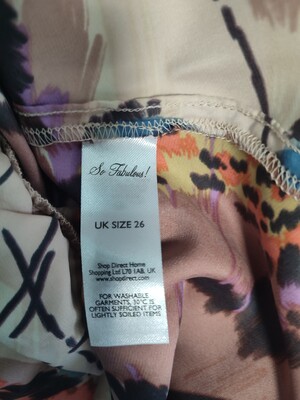 So Fabulous!
UK SIZE 26
Shop Direct Home
Shopping Ltd L70 1AB, UK
www.shopdirect.com
FOR WASHABLE
GARMENTS, 30°C IS
OFTEN SUFFICIENT FOR
LIGHTLY SOILED ITEMS